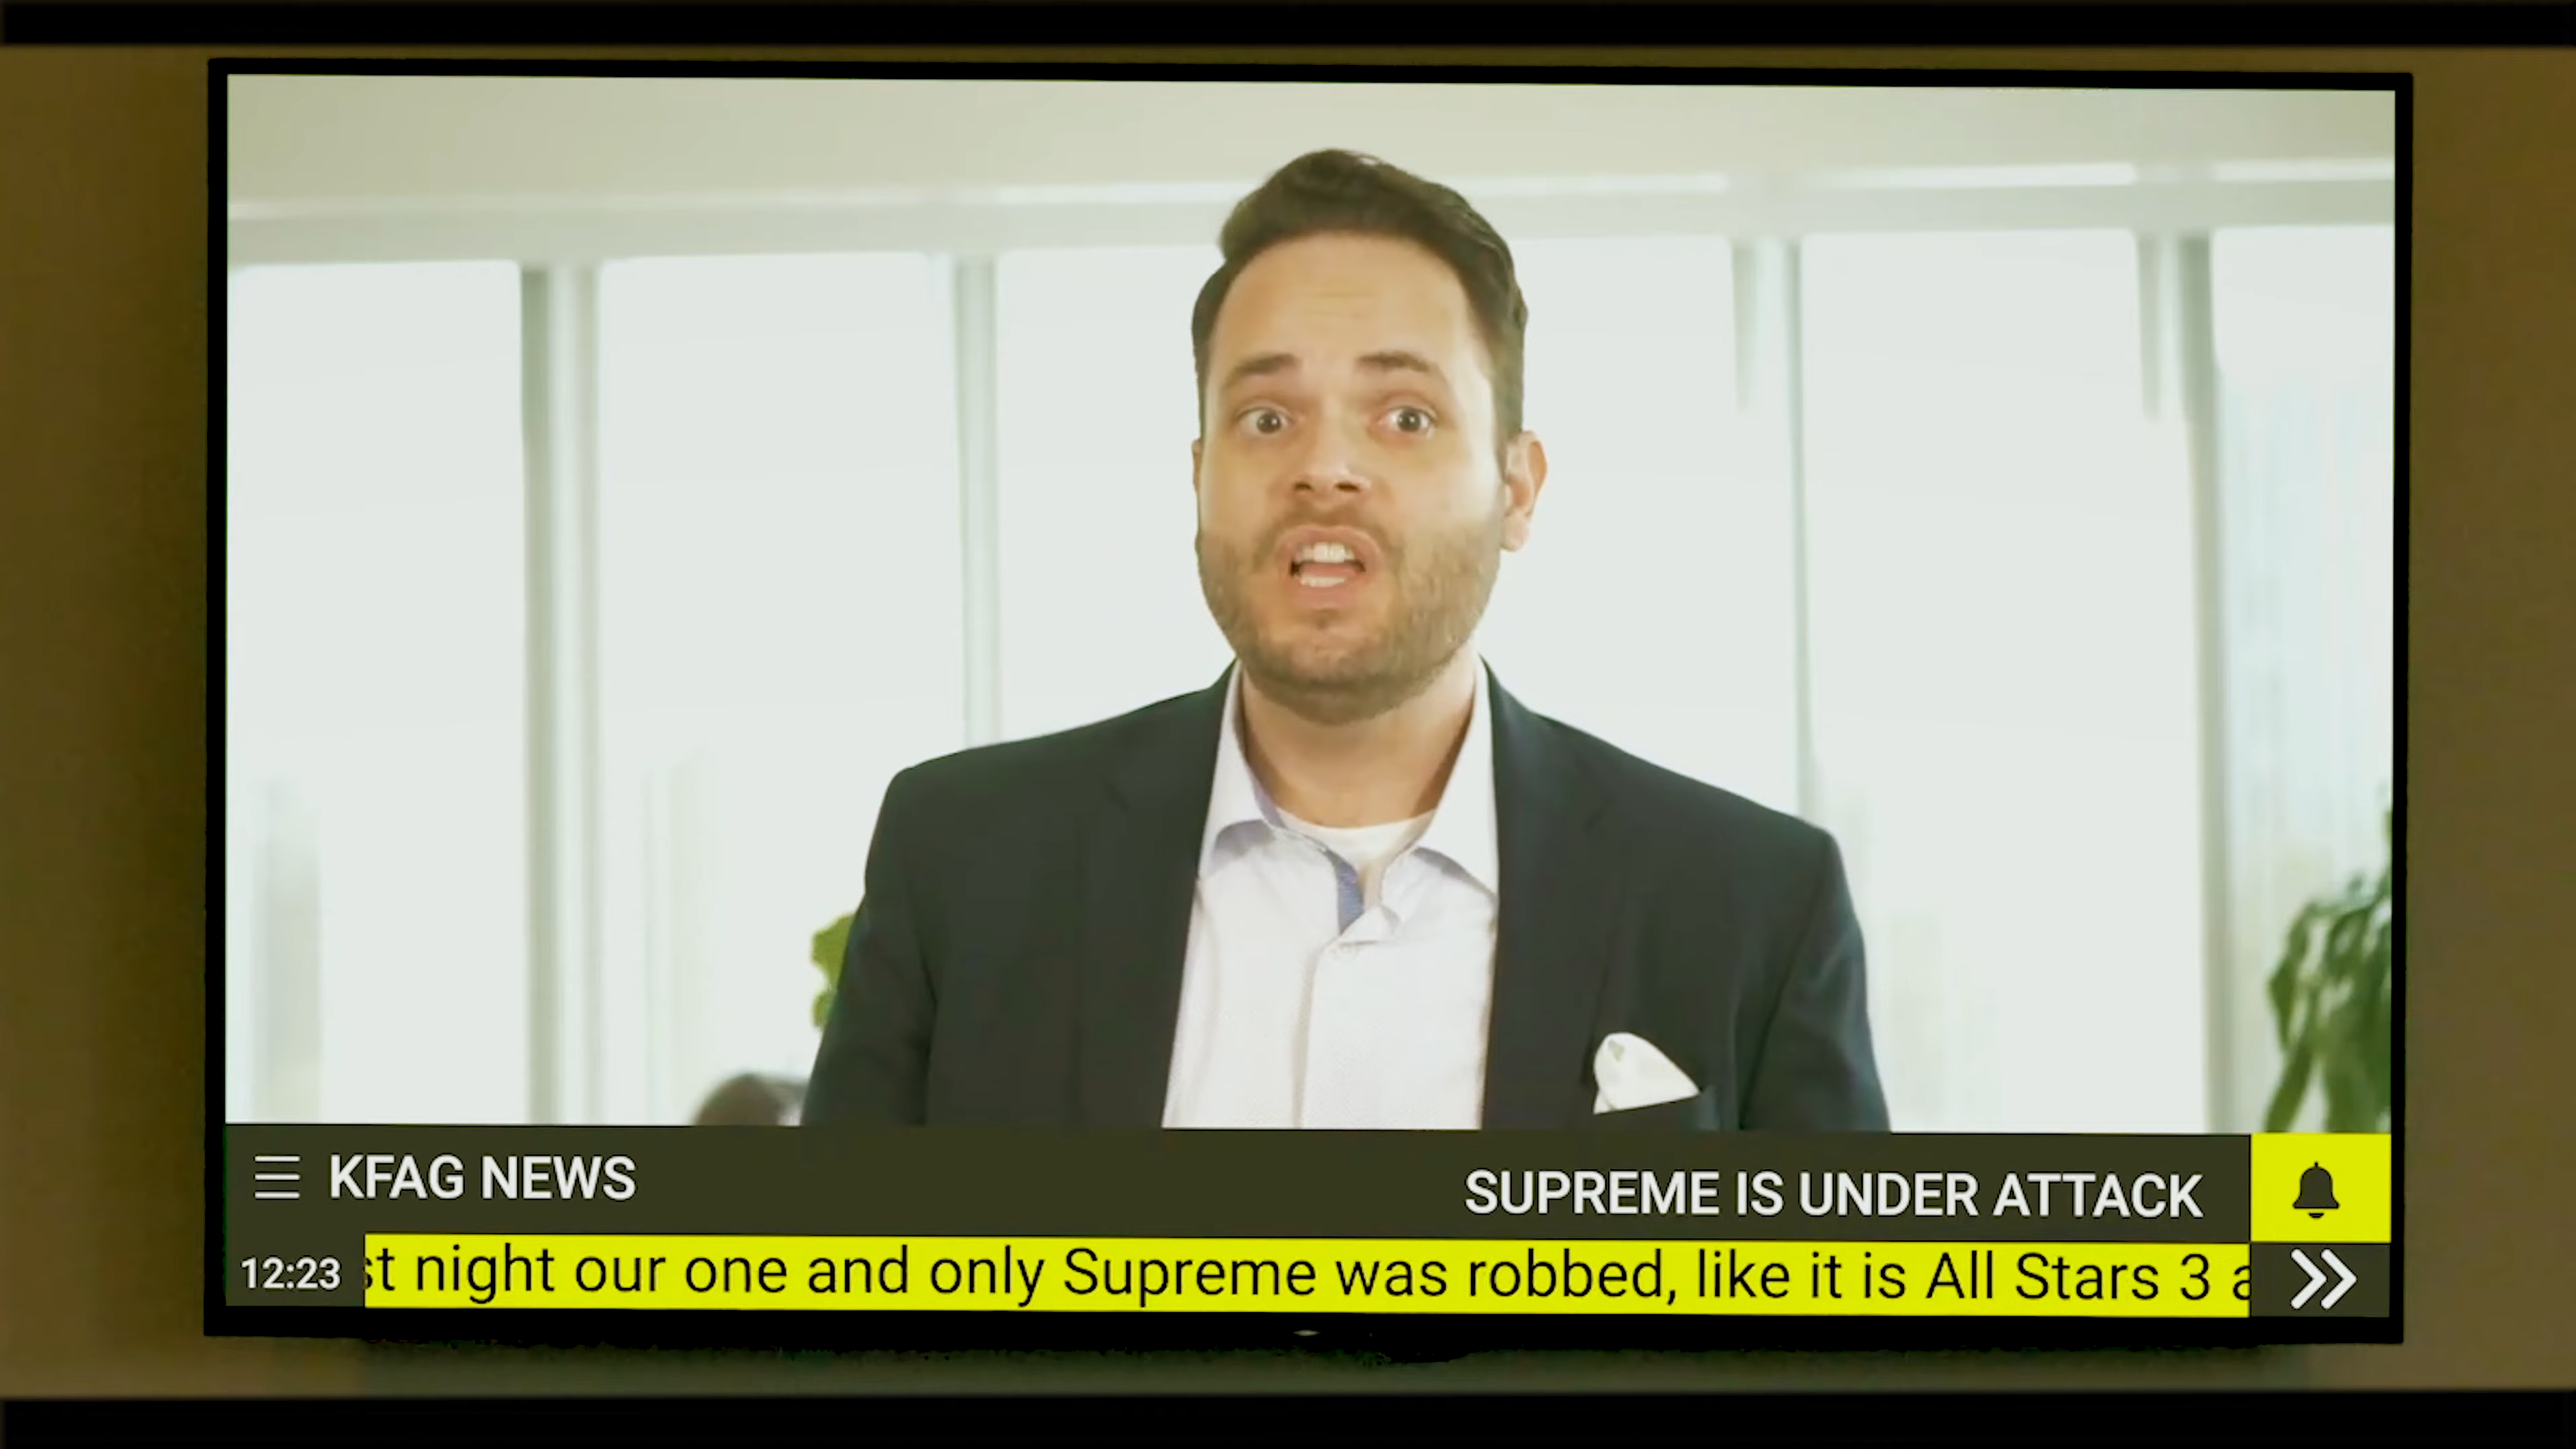 KFAG NEWS
SUPREME IS UNDER ATTACK
12:23
st night our one and only Supreme was robbed, like it is All Stars 3 a